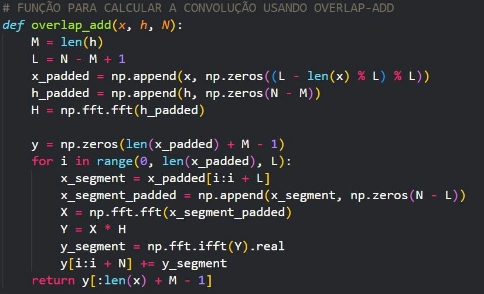 # FUNÇÃO PARA CALCULAR A CONVOLUÇÃO USANDO OVERLAP-ADD
def overlap_add(x, h, N):
    M = len(h)
    L = N - M + 1
    x_padded = np.append(x, np.zeros((L - len(x) % L) % L))
    h_padded = np.append(h, np.zeros(N - M))
    H = np.fft.fft(h_padded)

    y = np.zeros(len(x_padded) + M - 1)
    for i in range(0, len(x_padded), L):
        x_segment = x_padded[i:i + L]
        x_segment_padded = np.append(x_segment, np.zeros(N - L))
        X = np.fft.fft(x_segment_padded)
        Y = X * H
        y_segment = np.fft.ifft(Y).real
        y[i:i + N] += y_segment
    return y[:len(x) + M - 1]